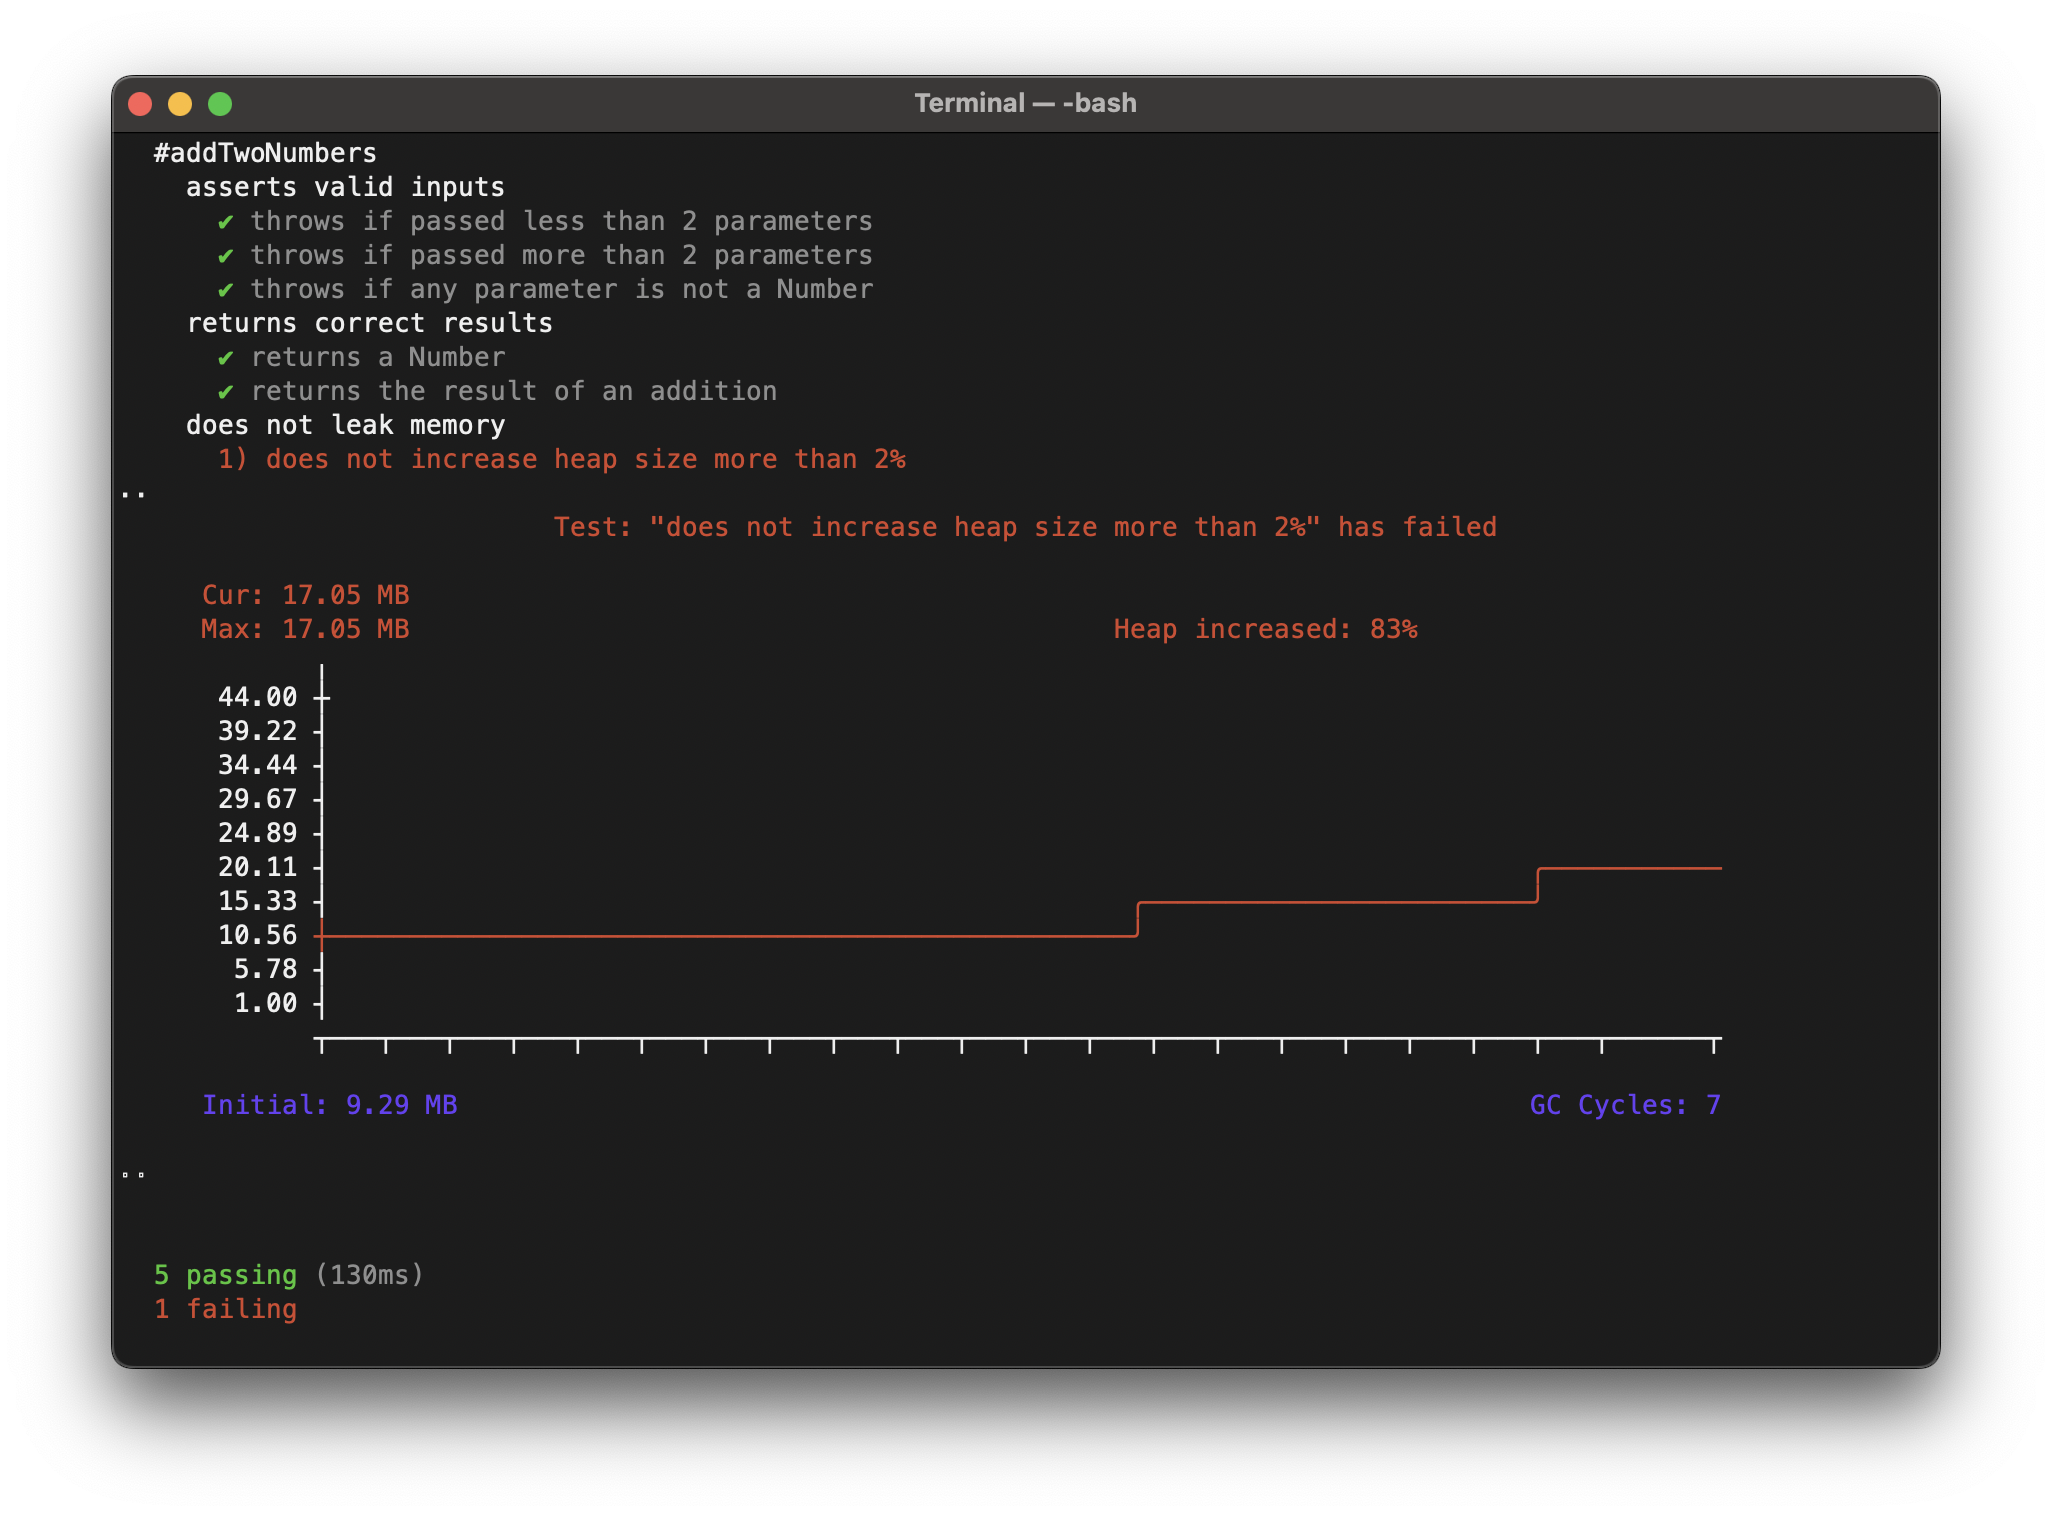 Terminal — -bash
#addTwoNumbers
asserts valid inputs
✔ throws if passed less than 2 parameters
✔ throws if passed more than 2 parameters
✔ throws if any parameter is not a Number
returns correct results
✔ returns a Number
✔ returns the result of an addition
does not leak memory
1) does not increase heap size more than 2%
..
Test: "does not increase heap size more than 2%" has failed
Cur: 17.05 MB
Max: 17.05 MB Heap increased: 83%
44.00
39.22
34.44
29.67
24.89
20.11
15.33
10.56
5.78
1.00
Initial: 9.29 MB GC Cycles: 7
..
5 passing (130ms)
1 failing